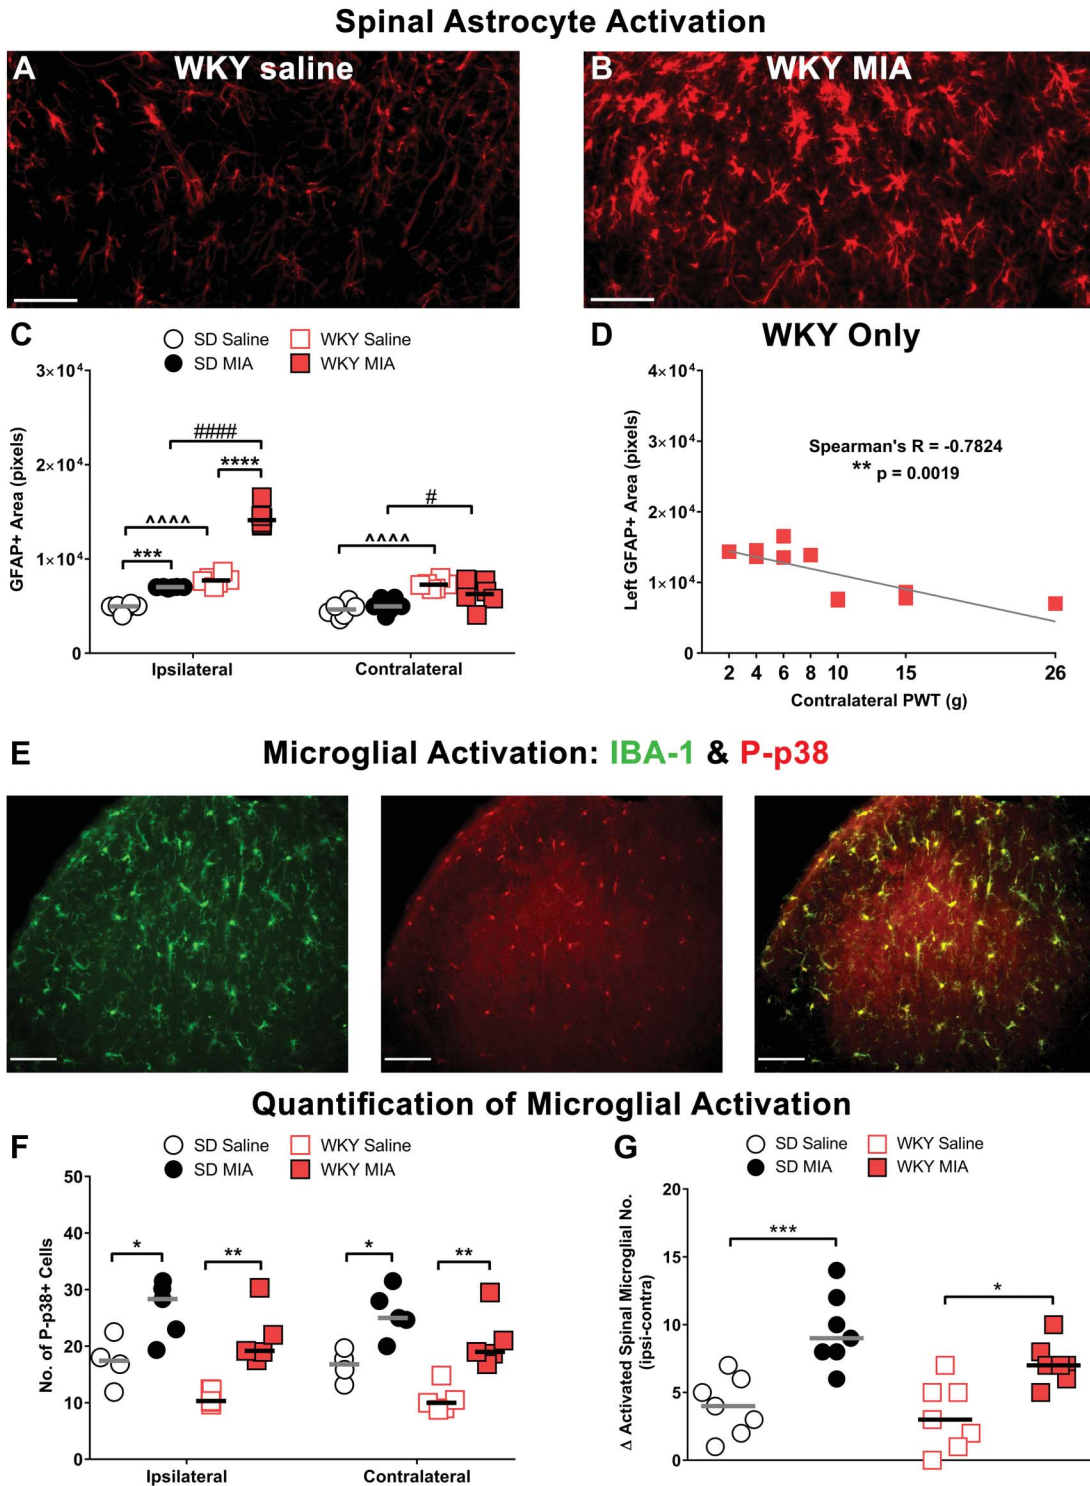 Spinal Astrocyte Activation
A WKY saline
B WKY MIA
C
SD Saline WKY Saline
SD MIA WKY MIA
GFAP+ Area (pixels)
3×10⁴
2×10⁴
1×10⁴
0
####
****
^^^^
***
#
^^^^
Ipsilateral Contralateral
D WKY Only
Left GFAP+ Area (pixels)
4×10⁴
3×10⁴
2×10⁴
1×10⁴
0
Spearman's R = -0.7824
** p = 0.0019
2 4 6 8 10 15 26
Contralateral PWT (g)
E Microglial Activation: IBA-1 & P-p38
Quantification of Microglial Activation
F
SD Saline WKY Saline
SD MIA WKY MIA
No. of P-p38+ Cells
50
40
30
20
10
0
* ** * **
Ipsilateral Contralateral
G
SD Saline WKY Saline
SD MIA WKY MIA
Δ Activated Spinal Microglial No.
(ipsi-contra)
20
15
10
5
0
***
*